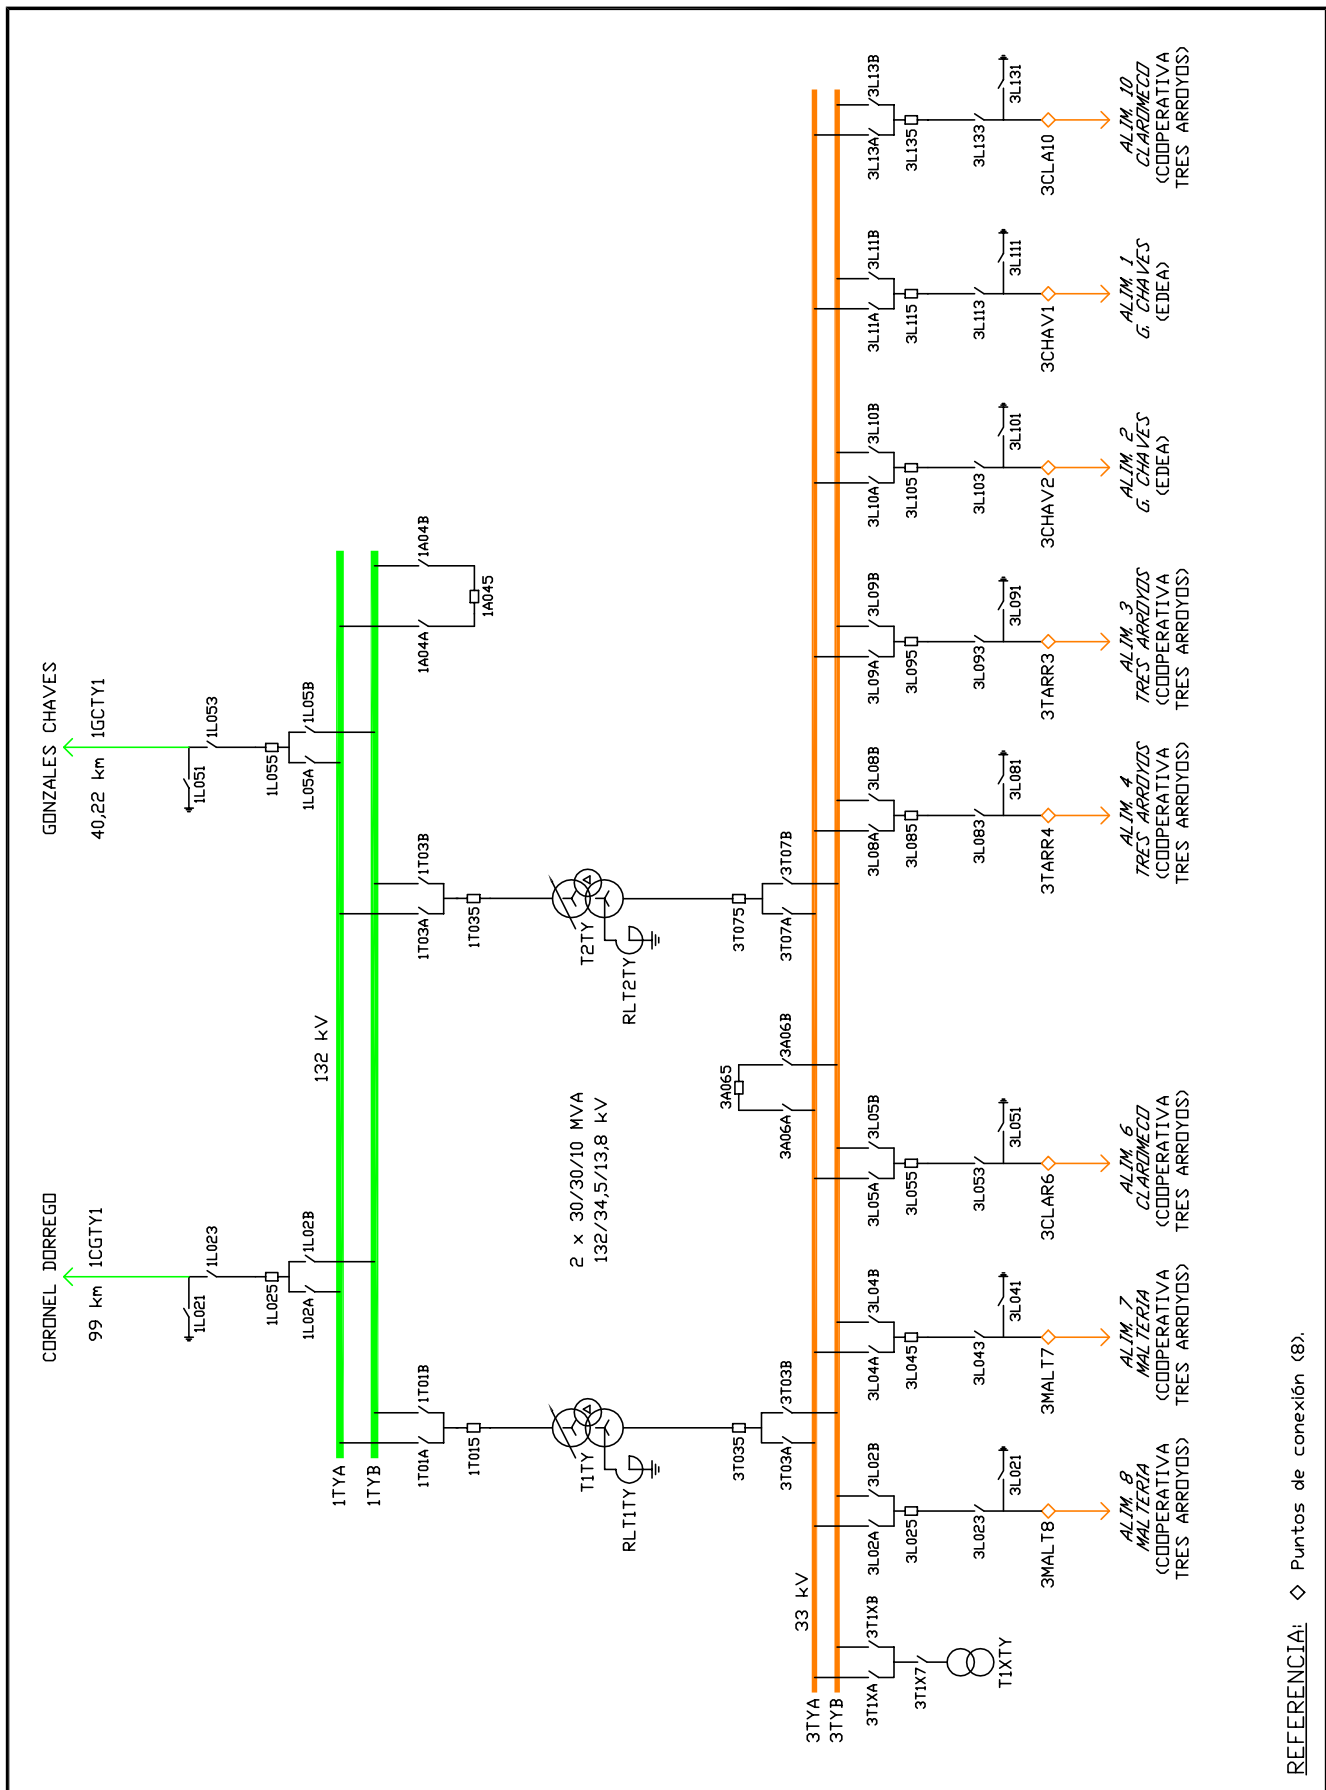 CORONEL DORREGO
99 km 1CGTY1
1L021
1L023
1L025
1L02A
1L02B
GONZALES CHAVES
40,22 km 1GCTY1
1L051
1L053
1L055
1L05A
1L05B
132 kV
1TYA
1TYB
1T01A
1T01B
1T015
1T03A
1T03B
1T035
1A04A
1A04B
1A045
T1TY
RLT1TY
2 x 30/30/10 MVA
132/34,5/13,8 kV
T2TY
RLT2TY
3T035
3T03A
3T03B
3A065
3A06A
3A06B
3T075
3T07A
3T07B
33 kV
3TYA
3TYB
3T1XA
3T1XB
3T1X7
T1XTY
3L02A
3L02B
3L025
3L023
3L021
3MALT8
ALIM. 8
MALTERIA
(COOPERATIVA
TRES ARROYOS)
3L04A
3L04B
3L045
3L043
3L041
3MALT7
ALIM. 7
MALTERIA
(COOPERATIVA
TRES ARROYOS)
3L05A
3L05B
3L055
3L053
3L051
3CLAR6
ALIM. 6
CLAROMECO
(COOPERATIVA
TRES ARROYOS)
3L08A
3L08B
3L085
3L083
3L081
3TARR4
ALIM. 4
TRES ARROYOS
(COOPERATIVA
TRES ARROYOS)
3L09A
3L09B
3L095
3L093
3L091
3TARR3
ALIM. 3
TRES ARROYOS
(COOPERATIVA
TRES ARROYOS)
3L10A
3L10B
3L105
3L103
3L101
3CHAV2
ALIM. 2
G. CHAVES
(EDEA)
3L11A
3L11B
3L115
3L113
3L111
3CHAV1
ALIM. 1
G. CHAVES
(EDEA)
3L13A
3L13B
3L135
3L133
3L131
3CLA10
ALIM. 10
CLAROMECO
(COOPERATIVA
TRES ARROYOS)
REFERENCIA: ◇ Puntos de conexión (8).